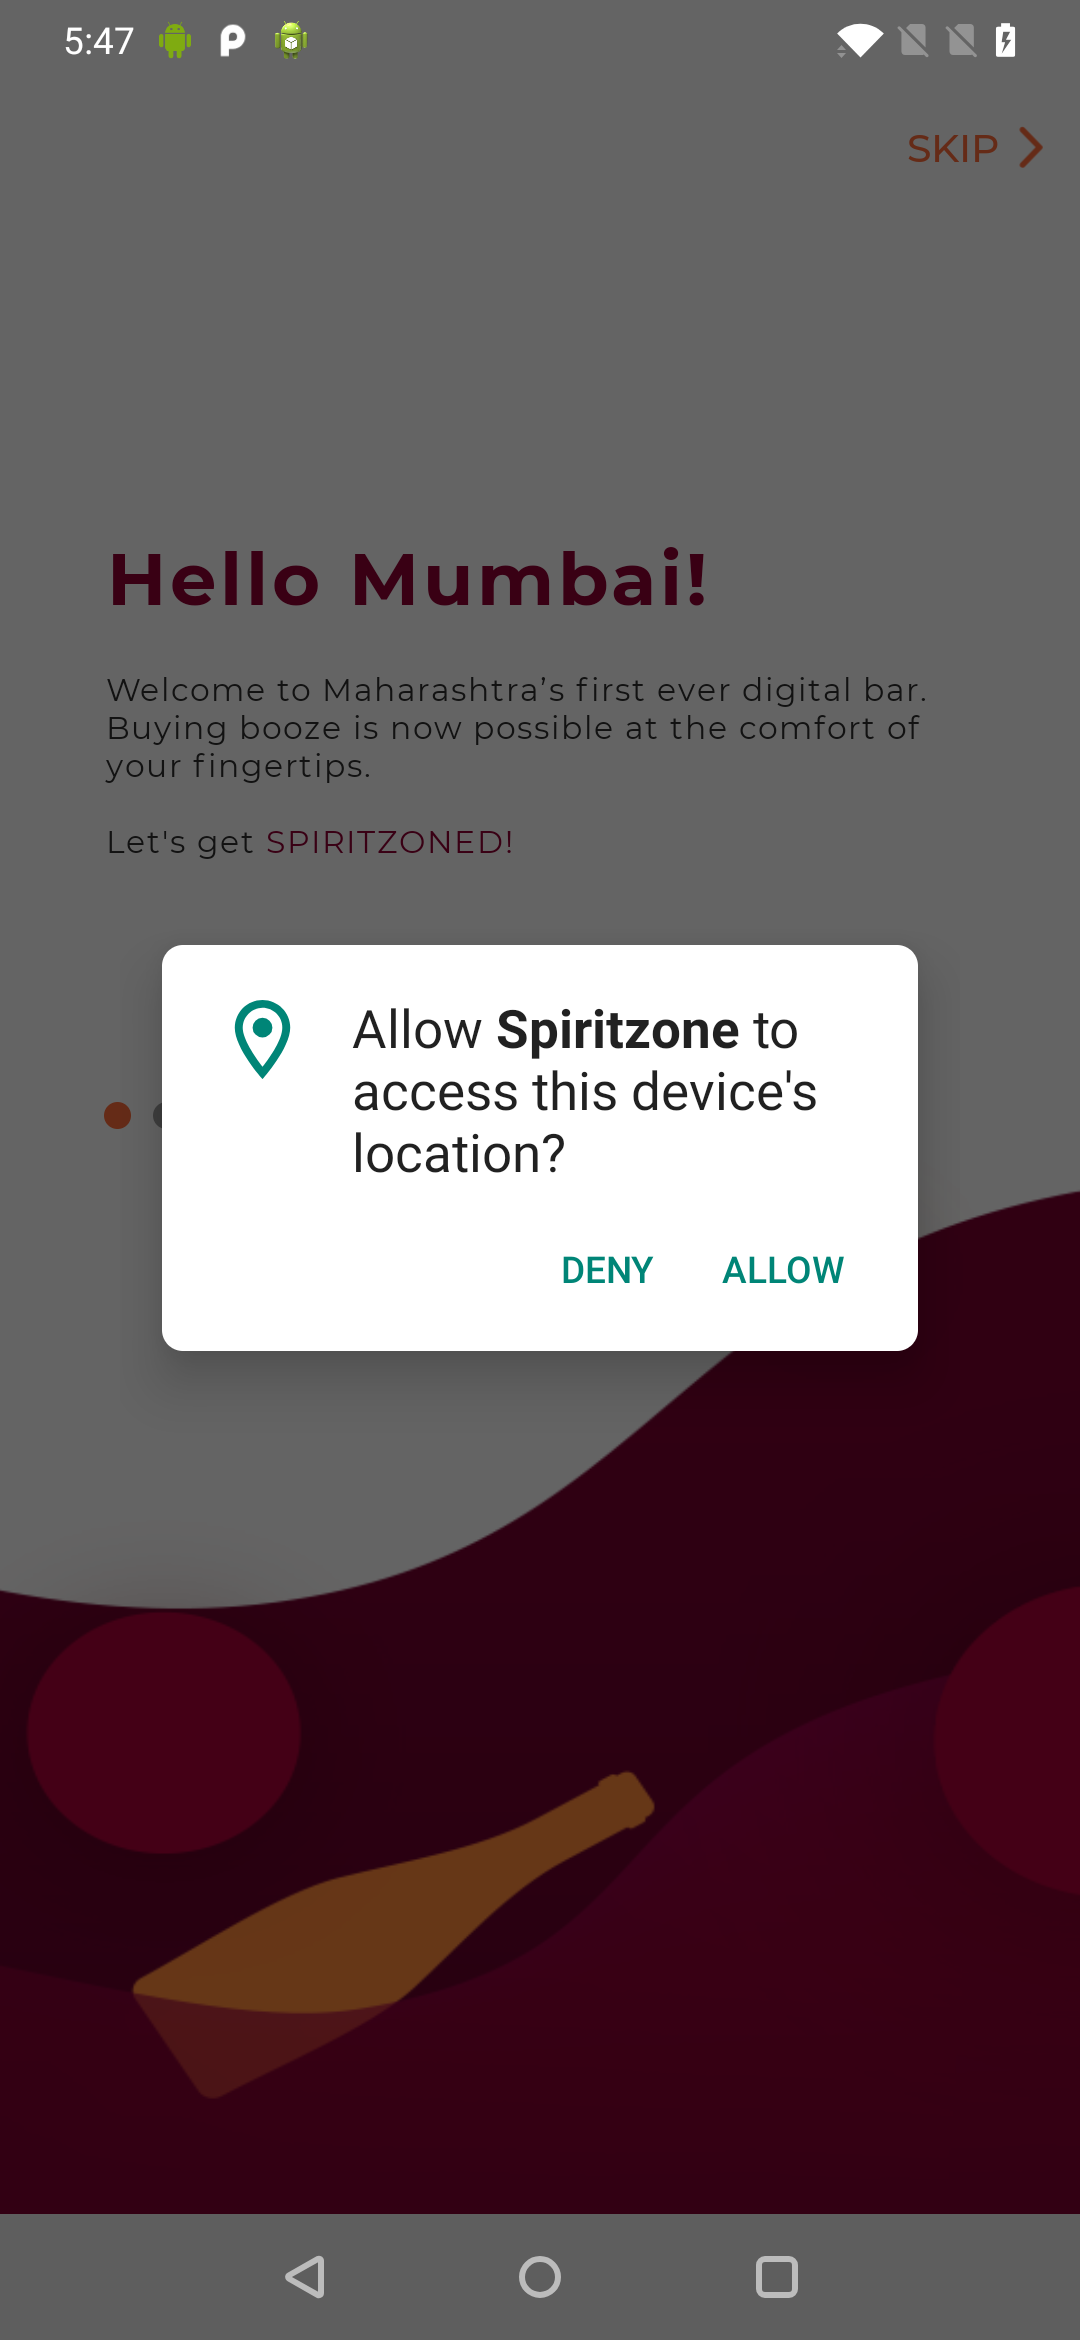 5:47
SKIP
Hello Mumbai!
Welcome to Maharashtra’s first ever digital bar.
Buying booze is now possible at the comfort of
your fingertips.
Let's get SPIRITZONED!
Allow Spiritzone to
access this device's
location?
DENY ALLOW